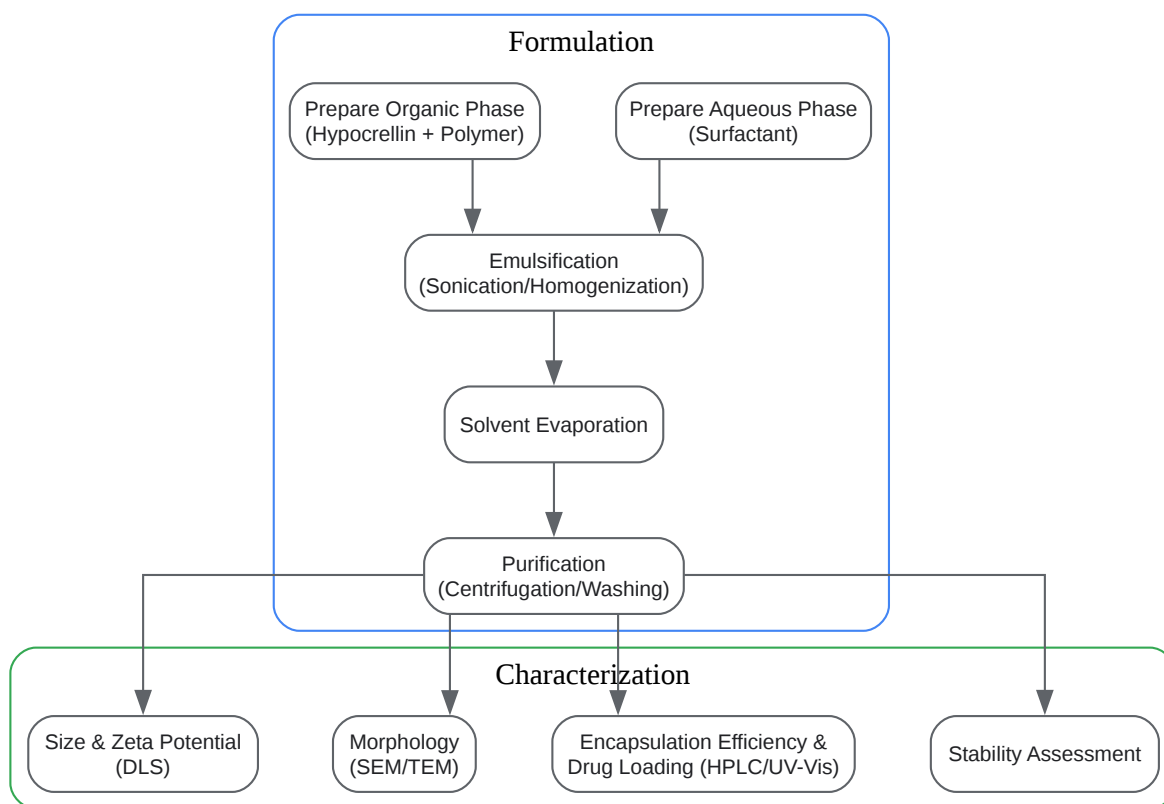 Formulation
Prepare Organic Phase
(Hypocrellin + Polymer)
Prepare Aqueous Phase
(Surfactant)
Emulsification
(Sonication/Homogenization)
Solvent Evaporation
Purification
(Centrifugation/Washing)
Characterization
Size & Zeta Potential
(DLS)
Morphology
(SEM/TEM)
Encapsulation Efficiency &
Drug Loading (HPLC/UV-Vis)
Stability Assessment